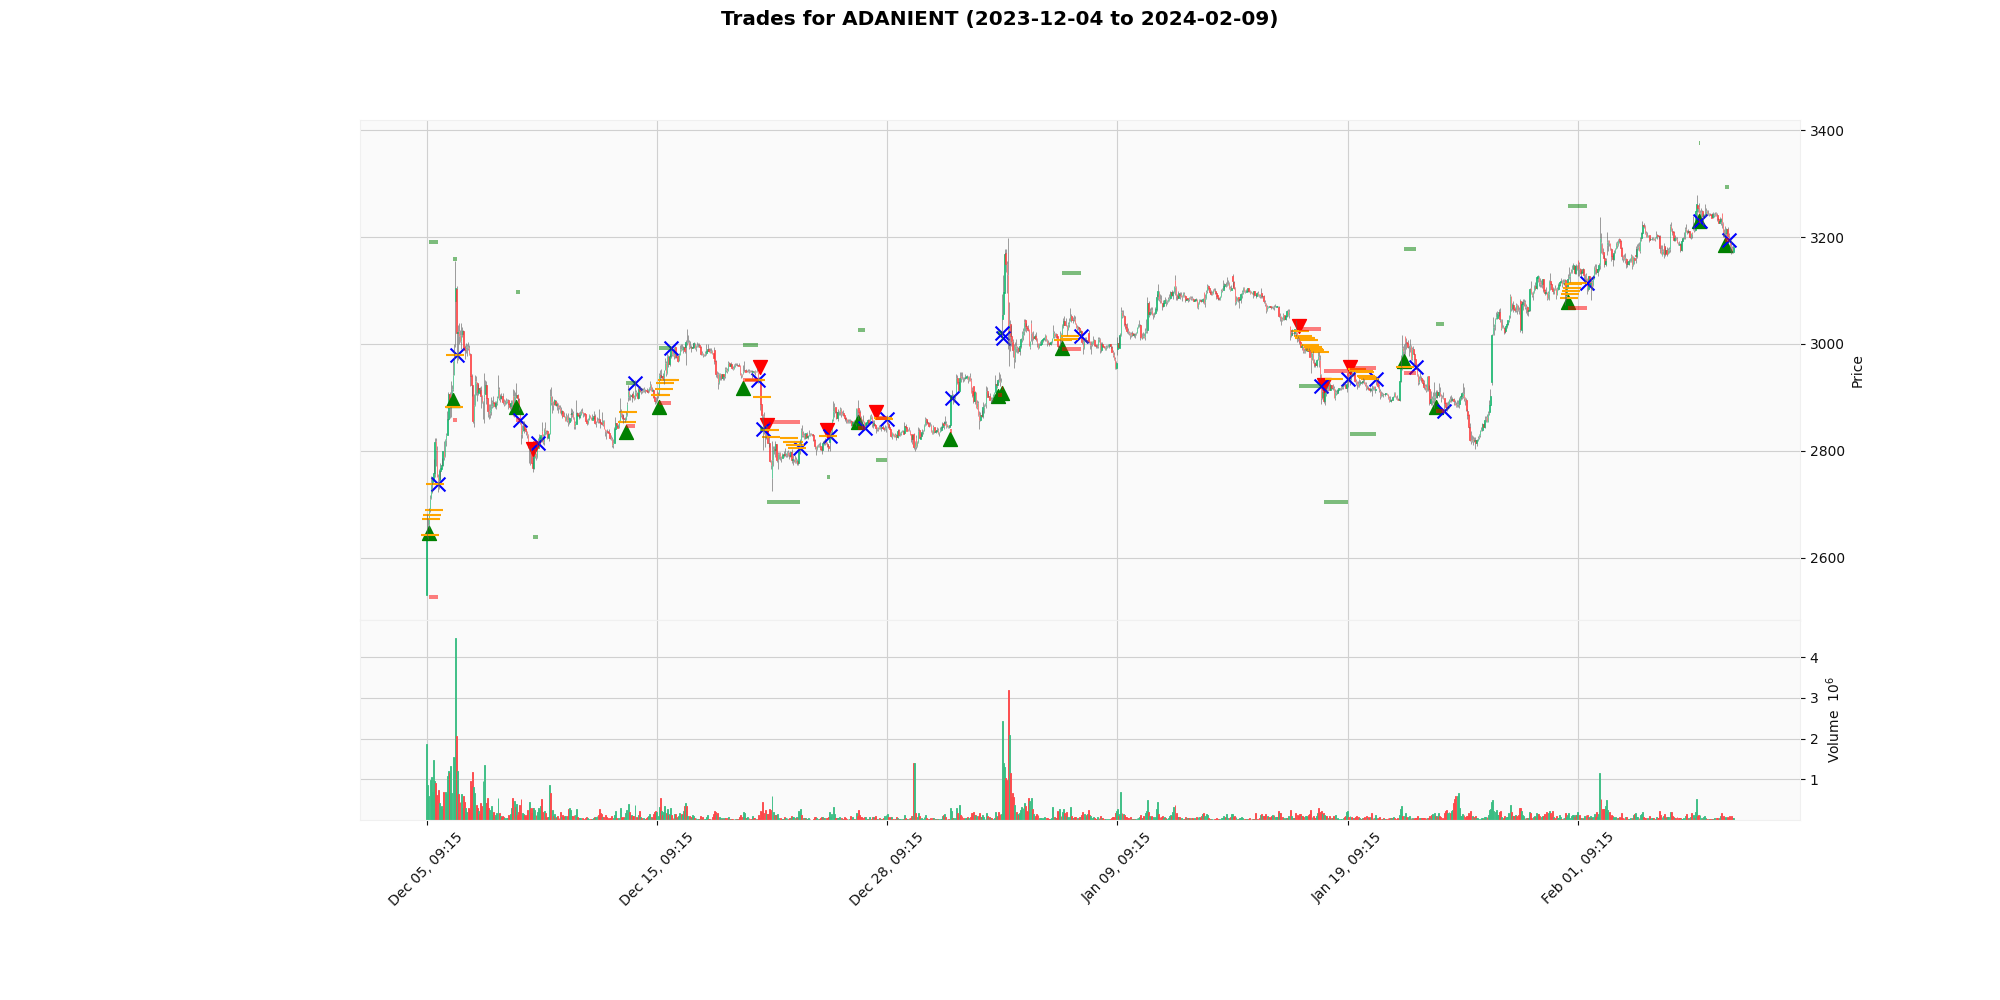 Trades for ADANIENT (2023-12-04 to 2024-02-09)
3400
3200
3000
2800
2600
Price
4
3
2
1
Volume 10⁶
Dec 05, 09:15
Dec 15, 09:15
Dec 28, 09:15
Jan 09, 09:15
Jan 19, 09:15
Feb 01, 09:15